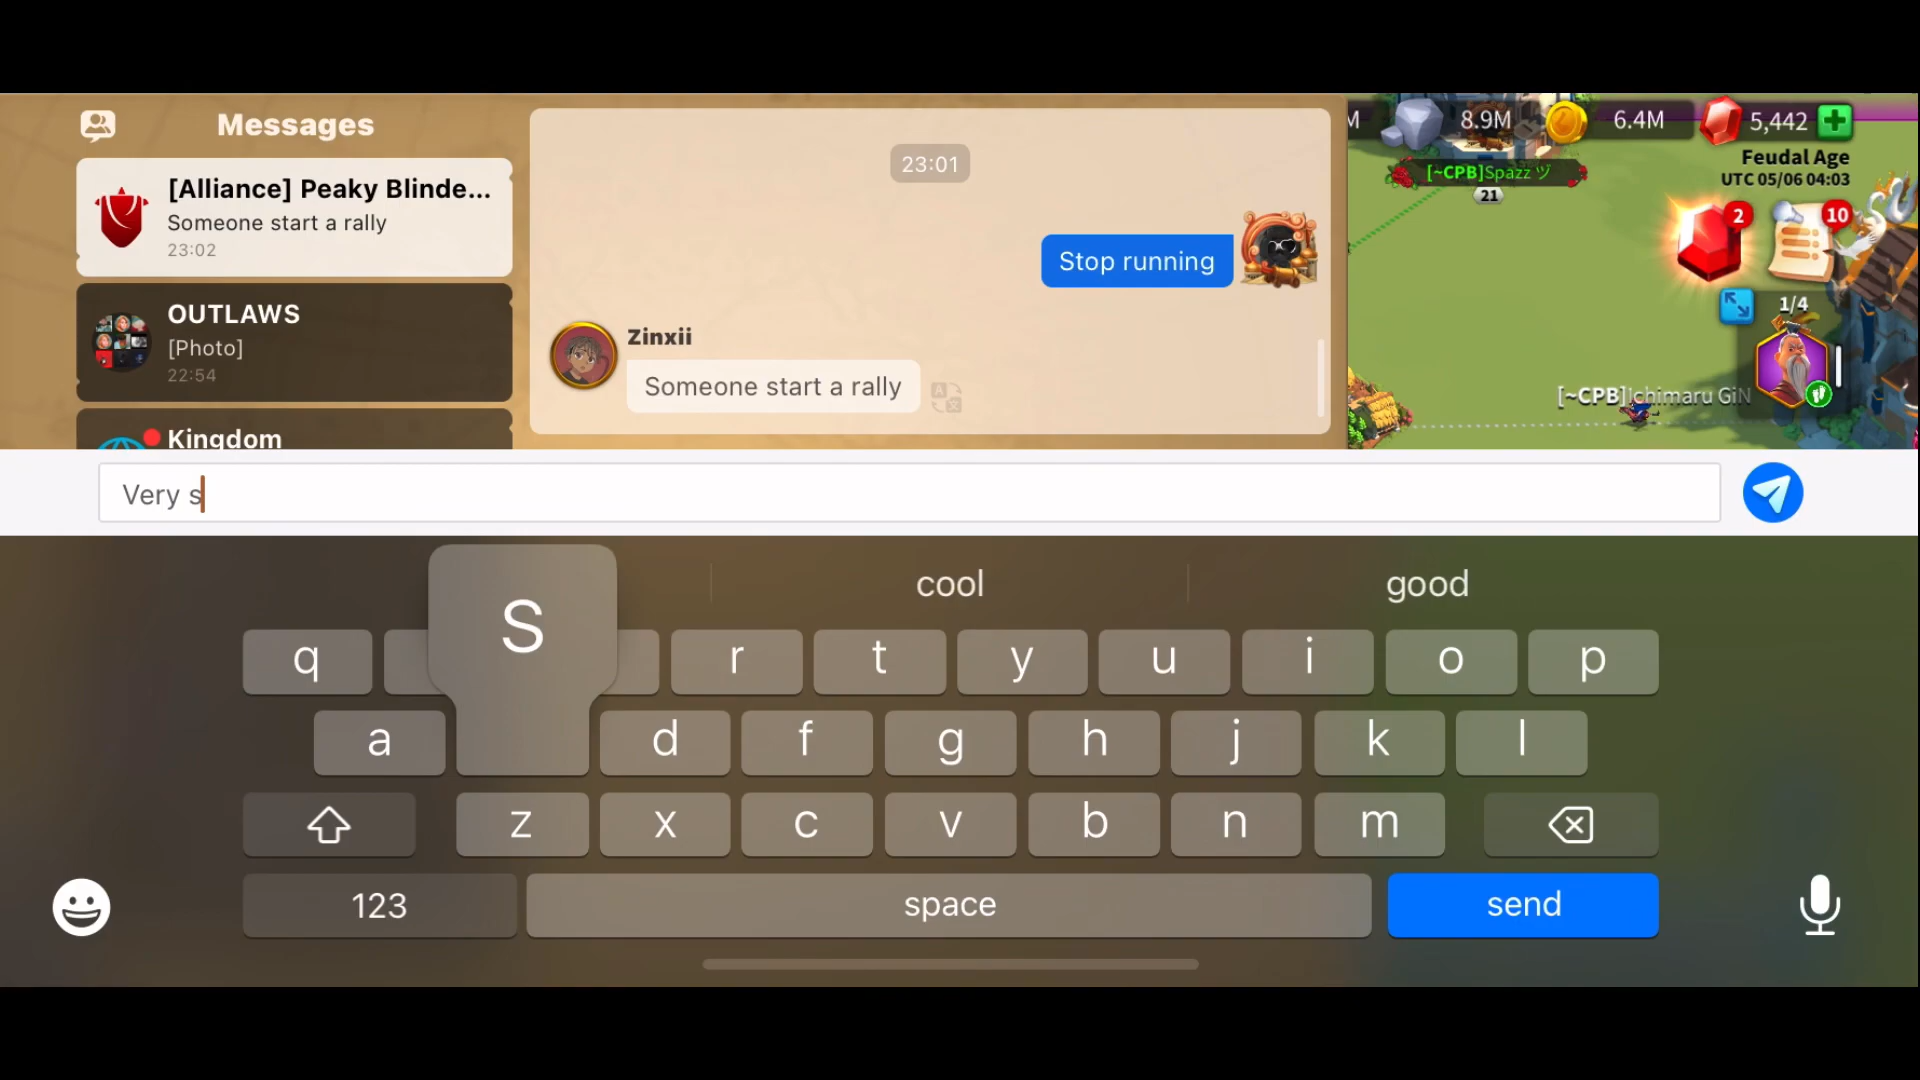 Messages
[Alliance] Peaky Blinde...
Someone start a rally
23:02
OUTLAWS
[Photo]
22:54
Kingdom
23:01
Stop running
Zinxii
Someone start a rally
M 8.9M 6.4M 5,442
[~CPB]Spazz ツ
21
Feudal Age
UTC 05/06 04:03
2 10
1/4
[~CPB]Ichimaru GiN
Very s
cool good
S
q r t y u i o p
a d f g h j k l
z x c v b n m
123 space send